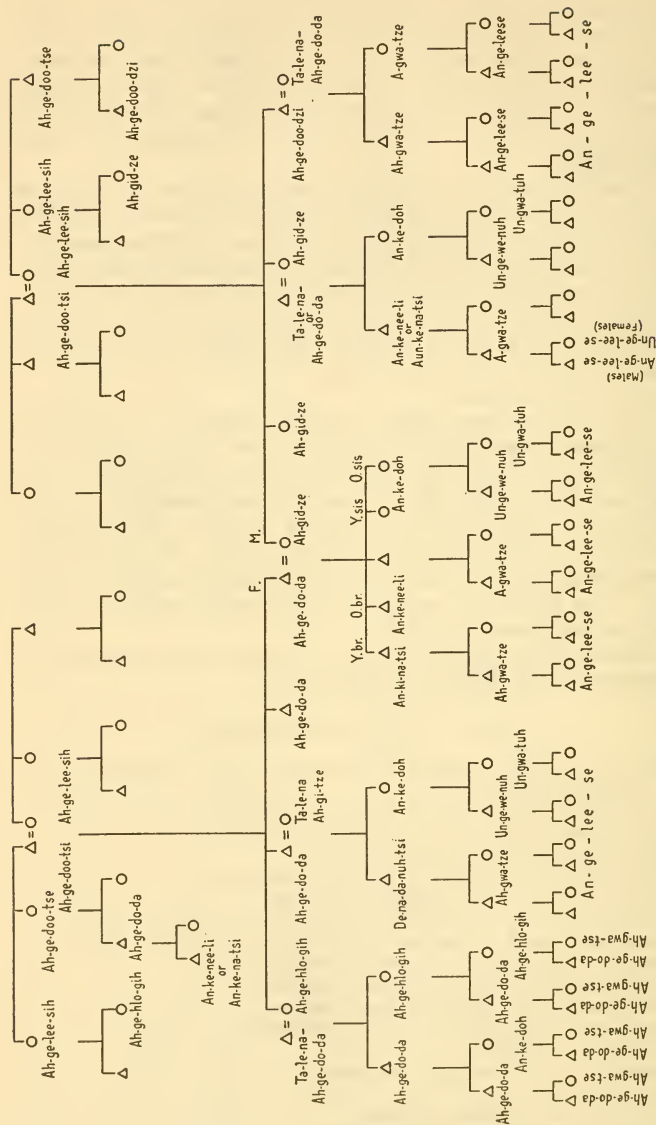 Ah-ge-lee-sih
Ah-ge-doo-tse
Ah-ge-doo-tsi
Ah-ge-lee-sih
Ah-ge-doo-tsi
Ah-ge-lee-sih
Ah-ge-lee-sih
Ah-ge-doo-tse
Ah-ge-hlo-gih
Ah-ge-do-da
Ah-gid-ze
Ah-ge-doo-dzi
An-ke-nee-li
or
An-ke-na-tsi
F. M.
Ta-le-na-
Ah-ge-do-da
Ah-ge-hlo-gih
Ah-ge-do-da
Ta-le-na
Ah-gi-tze
Ah-ge-do-da
Ah-ge-do-da
Ah-gid-ze
Ah-gid-ze
Ta-le-na-
or
Ah-ge-do-da
Ah-gid-ze
Ah-ge-doo-dzi
Ta-le-na-
Ah-ge-do-da
Ah-ge-do-da
Ah-ge-hlo-gih
De-na-da-nuh-tsi
An-ke-doh
Y.br. O.br. Y.sis O.sis
An-ki-na-tsi
An-ke-nee-li
An-ke-doh
An-ke-nee-li
or
Aun-ke-na-tsi
An-ke-doh
Ah-gwa-tze
A-gwa-tze
Ah-ge-do-da
An-ke-doh
Ah-ge-do-da
Ah-ge-hlo-gih
Ah-gwa-tze
Un-ge-we-nuh
Ah-gwa-tze
A-gwa-tze
Un-ge-we-nuh
A-gwa-tze
Un-ge-we-nuh
An-ge-lee-se
An-ge-leese
Ah-ge-do-da
Ah-gwa-tse
Ah-ge-do-da
Ah-gwa-tse
Ah-ge-do-da
Ah-gwa-tse
Ah-ge-do-da
Ah-gwa-tse
An - ge - lee - se
Un-gwa-tuh
An-ge-lee-se
An-ge-lee-se
An-ge-lee-se
Un-gwa-tuh
(Males)
An-ge-lee-se
Un-ge-lee-se
(Females)
Un-gwa-tuh
An - ge - lee - se